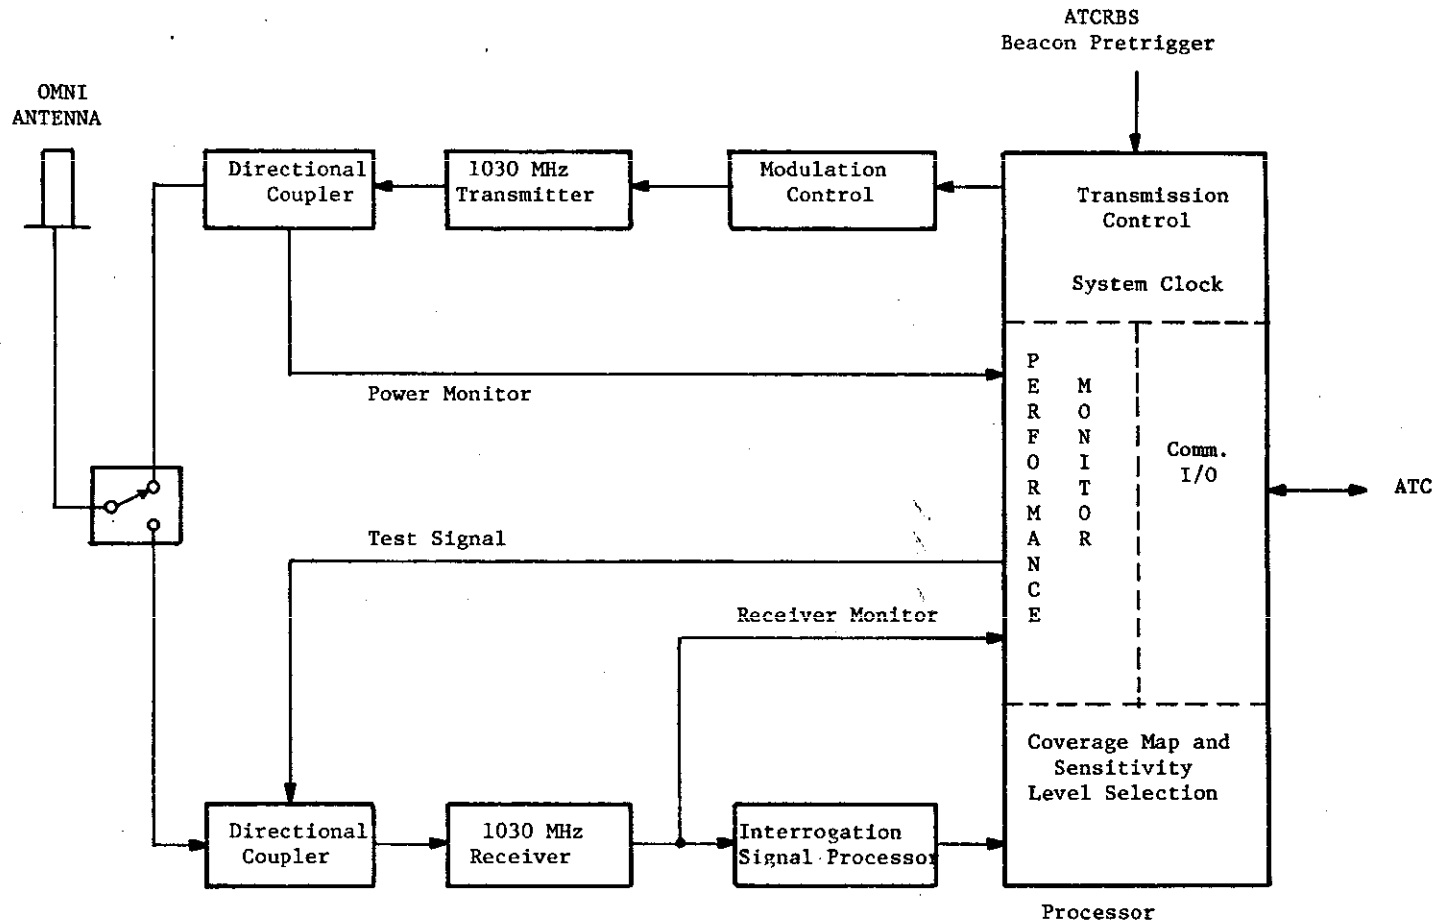 ATCRBS
Beacon Pretrigger
OMNI
ANTENNA
Directional
Coupler
1030 MHz
Transmitter
Modulation
Control
Transmission
Control
System Clock
Power Monitor
PERFORMANCE
MONITOR
Comm.
I/O
ATC
Test Signal
Receiver Monitor
Coverage Map and
Sensitivity
Level Selection
Directional
Coupler
1030 MHz
Receiver
Interrogation
Signal Processor
Processor